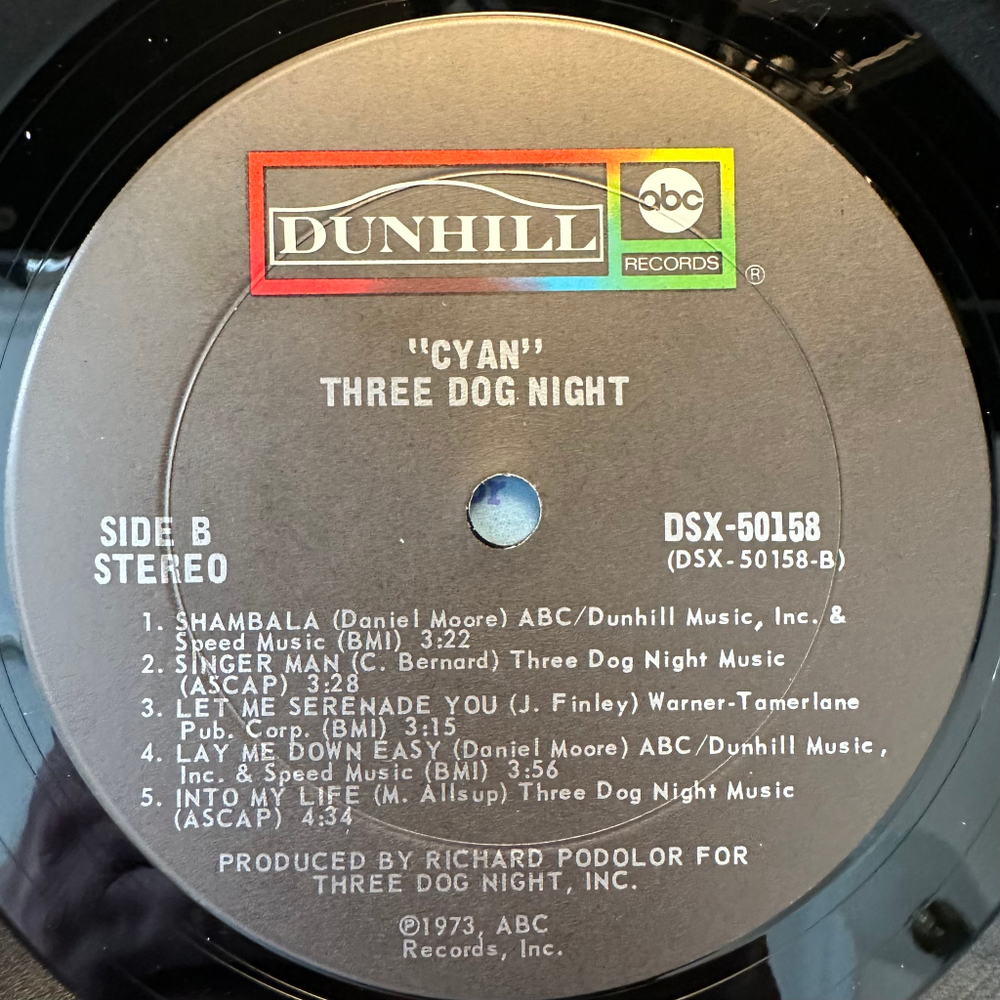 DUNHILL
abc
RECORDS
®
"CYAN"
THREE DOG NIGHT
SIDE B
STEREO
DSX-50158
(DSX-50158-B)
1. SHAMBALA (Daniel Moore) ABC/Dunhill Music, Inc. &
Speed Music (BMI) 3:22
2. SINGER MAN (C. Bernard) Three Dog Night Music
(ASCAP) 3:28
3. LET ME SERENADE YOU (J. Finley) Warner-Tamerlane
Pub. Corp. (BMI) 3:15
4. LAY ME DOWN EASY (Daniel Moore) ABC/Dunhill Music,
Inc. & Speed Music (BMI) 3:56
5. INTO MY LIFE (M. Allsup) Three Dog Night Music
(ASCAP) 4:34
PRODUCED BY RICHARD PODOLOR FOR
THREE DOG NIGHT, INC.
℗1973, ABC
Records, Inc.